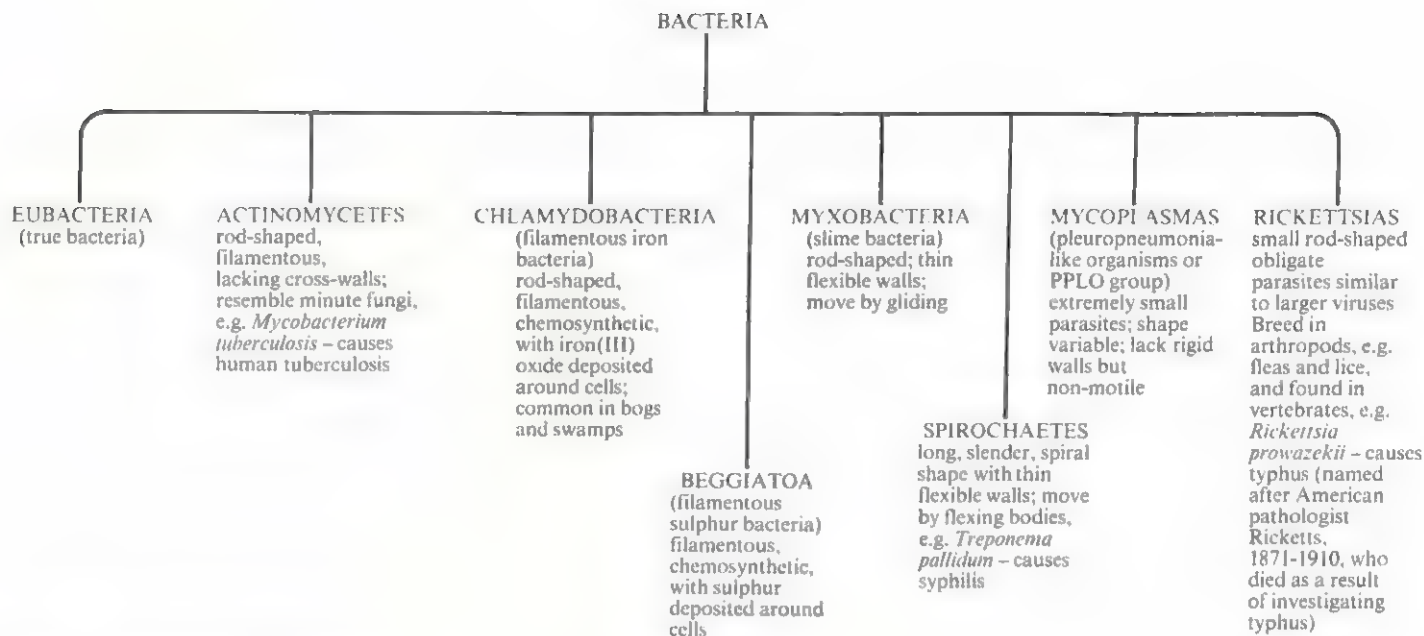 BACTERIA
EUBACTERIA
(true bacteria)
ACTINOMYCETES
rod-shaped,
filamentous,
lacking cross-walls;
resemble minute fungi,
e.g. Mycobacterium
tuberculosis – causes
human tuberculosis
CHLAMYDOBACTERIA
(filamentous iron
bacteria)
rod-shaped,
filamentous,
chemosynthetic,
with iron(III)
oxide deposited
around cells;
common in bogs
and swamps
BEGGIATOA
(filamentous
sulphur bacteria)
filamentous,
chemosynthetic,
with sulphur
deposited around
cells
MYXOBACTERIA
(slime bacteria)
rod-shaped; thin
flexible walls;
move by gliding
SPIROCHAETES
long, slender, spiral
shape with thin
flexible walls; move
by flexing bodies,
e.g. Treponema
pallidum – causes
syphilis
MYCOPLASMAS
(pleuropneumonia-
like organisms or
PPLO group)
extremely small
parasites; shape
variable; lack rigid
walls but
non-motile
RICKETTSIAS
small rod-shaped
obligate
parasites similar
to larger viruses
Breed in
arthropods, e.g.
fleas and lice,
and found in
vertebrates, e.g.
Rickettsia
prowazekii – causes
typhus (named
after American
pathologist
Ricketts,
1871-1910, who
died as a result
of investigating
typhus)